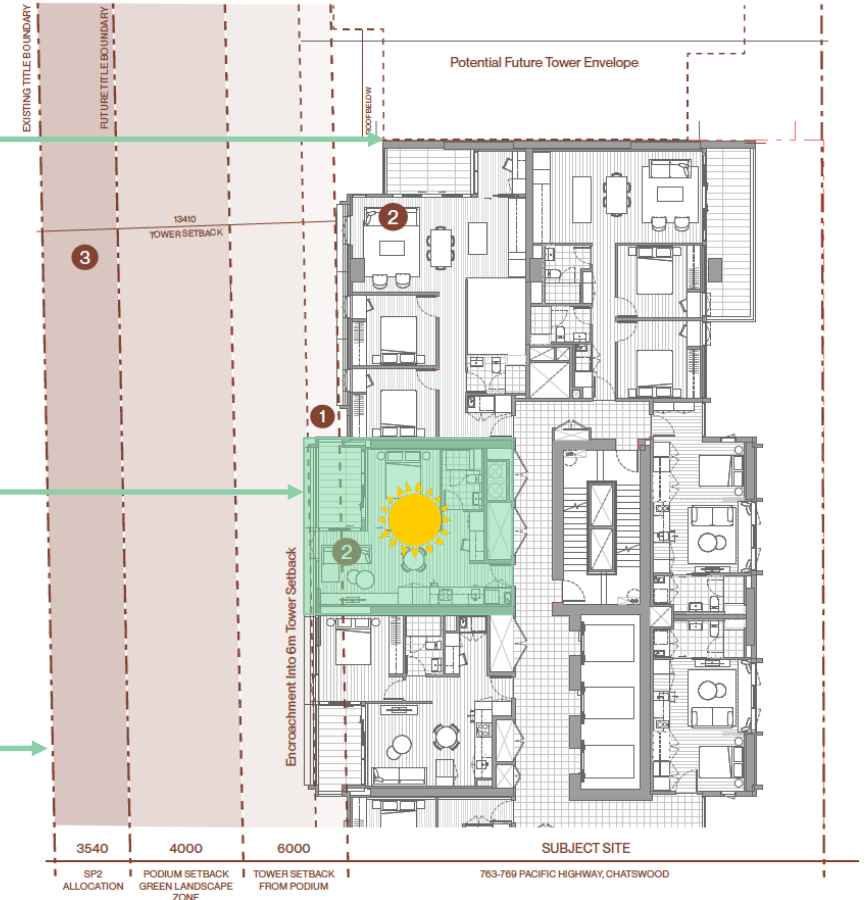 EXISTING TITLE BOUNDARY
FUTURE TITLE BOUNDARY
Potential Future Tower Envelope
ROOF BELOW
2
13410
TOWER SETBACK
3
1
2
Encroachment Into 6m Tower Setback
3540
4000
6000
SUBJECT SITE
SP2
ALLOCATION
PODIUM SETBACK
GREEN LANDSCAPE
ZONE
TOWER SETBACK
FROM PODIUM
763-769 PACIFIC HIGHWAY, CHATSWOOD